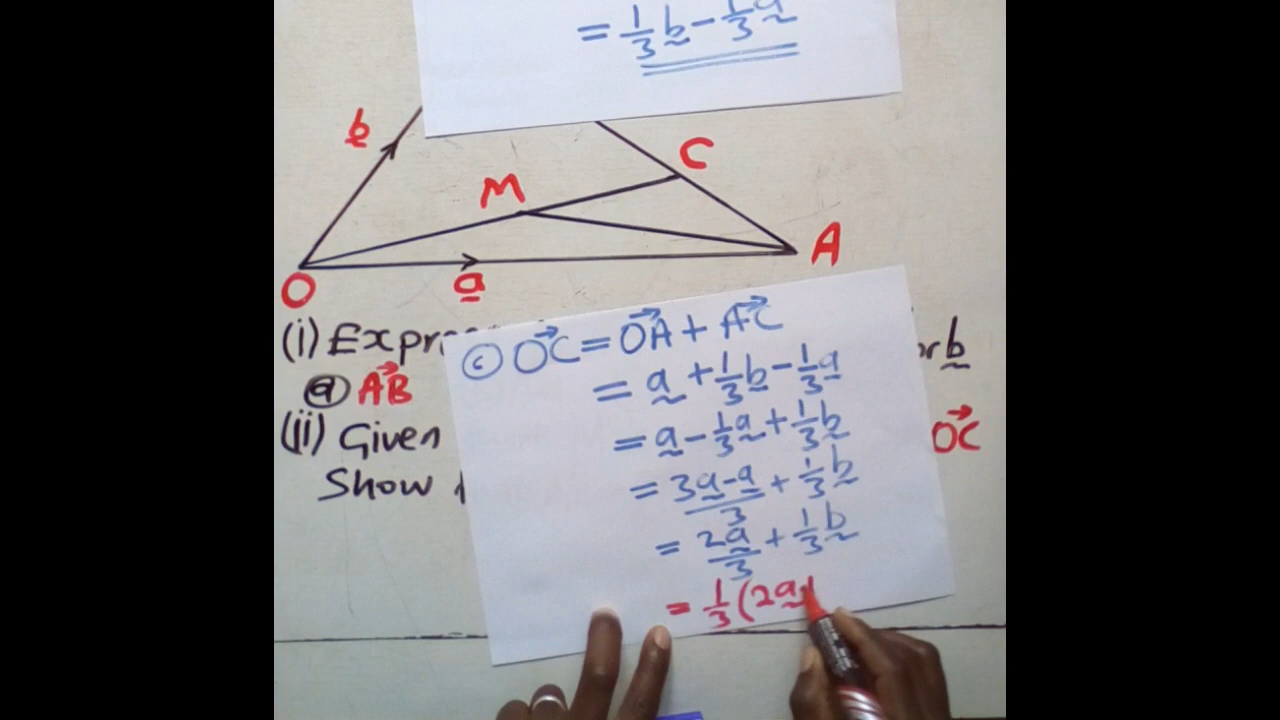 = 1/3 b - 1/3 a
b
C
M
A
O
a
(i) Expr
or b
(a) AB
(ii) Given
OC
Show
(c) OC = OA + AC
= a + 1/3 b - 1/3 a
= a - 1/3 a + 1/3 b
= 3a - a / 3 + 1/3 b
= 2a / 3 + 1/3 b
= 1/3 (2a